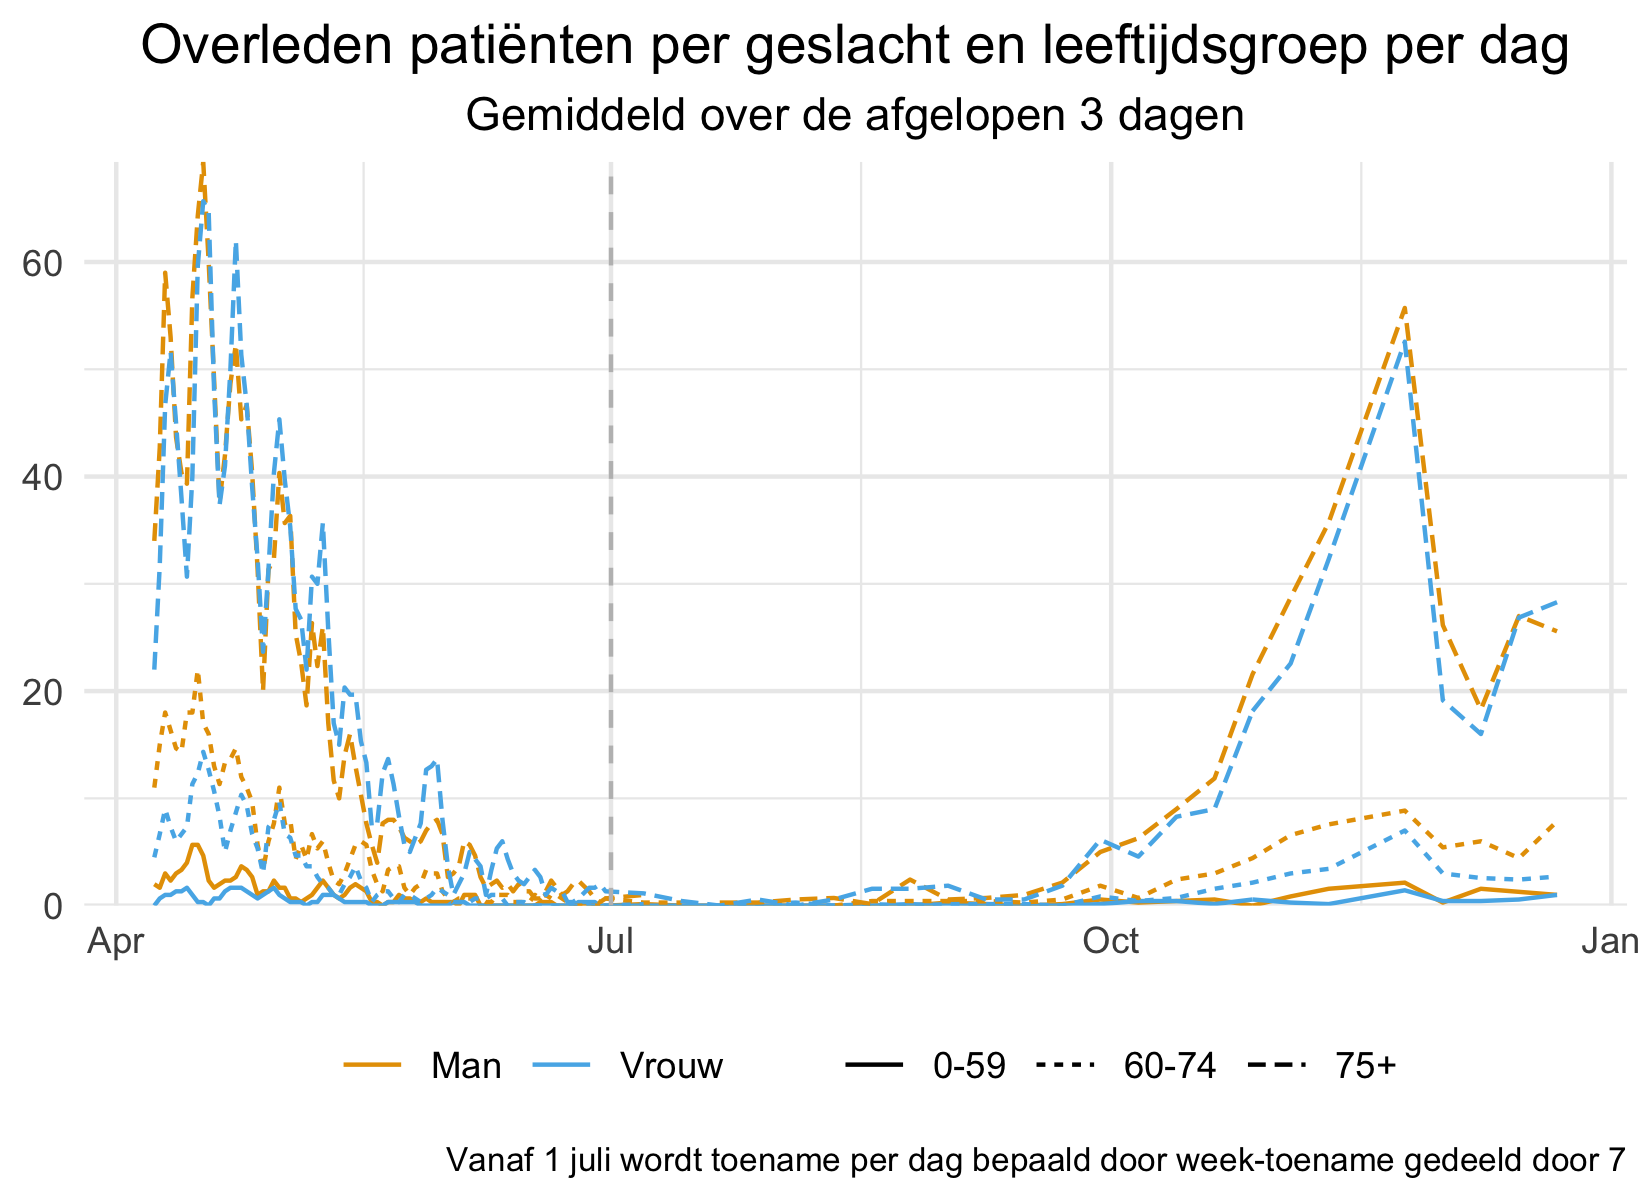 Overleden patiënten per geslacht en leeftijdsgroep per dag
Gemiddeld over de afgelopen 3 dagen
60
40
20
0
Apr Jul Oct Jan
Man Vrouw 0-59 60-74 75+
Vanaf 1 juli wordt toename per dag bepaald door week-toename gedeeld door 7